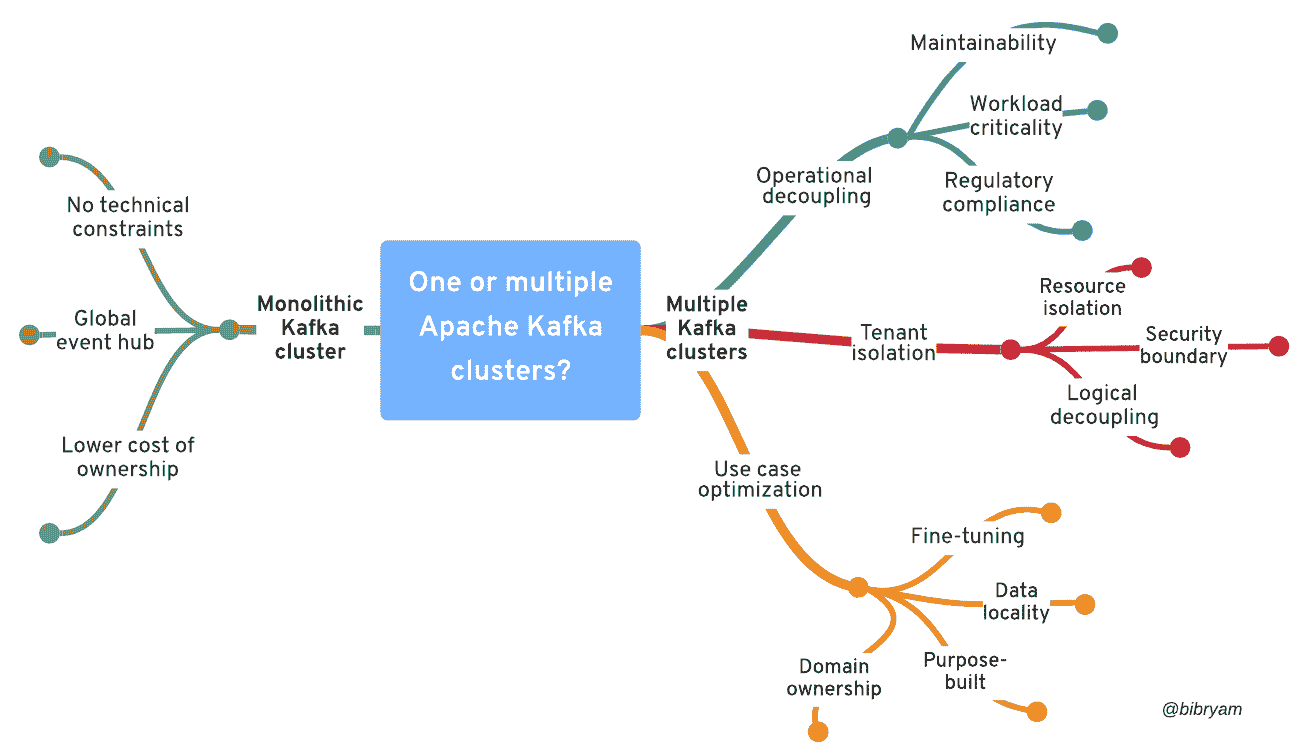 No technical
constraints
Global
event hub
Lower cost of
ownership
Monolithic
Kafka
cluster
One or multiple
Apache Kafka
clusters?
Multiple
Kafka
clusters
Operational
decoupling
Maintainability
Workload
criticality
Regulatory
compliance
Tenant
isolation
Resource
isolation
Security
boundary
Logical
decoupling
Use case
optimization
Fine-tuning
Data
locality
Purpose-
built
Domain
ownership
@bibryam